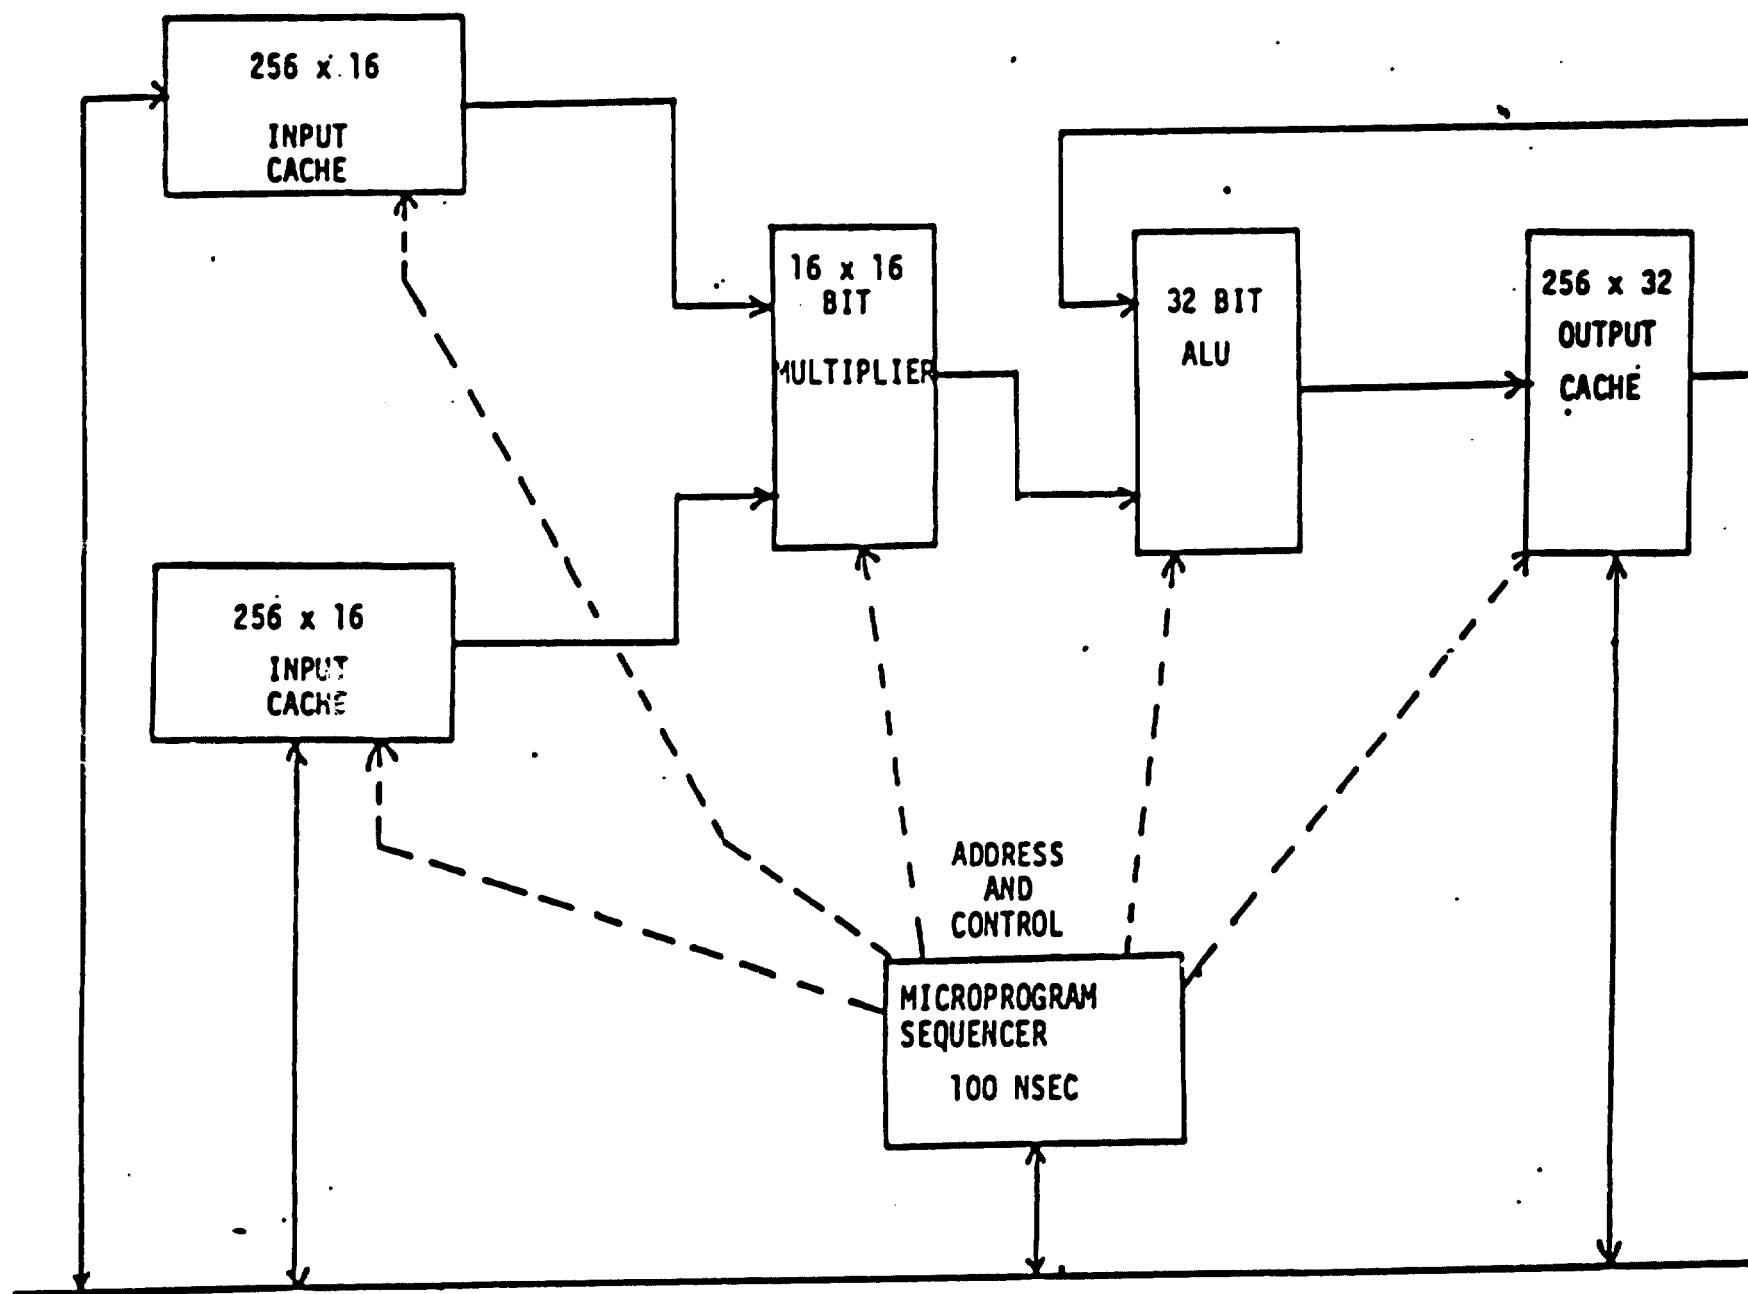 256 x 16
INPUT
CACHE
16 x 16
BIT
MULTIPLIER
32 BIT
ALU
256 x 32
OUTPUT
CACHE
256 x 16
INPUT
CACHE
ADDRESS
AND
CONTROL
MICROPROGRAM
SEQUENCER
100 NSEC